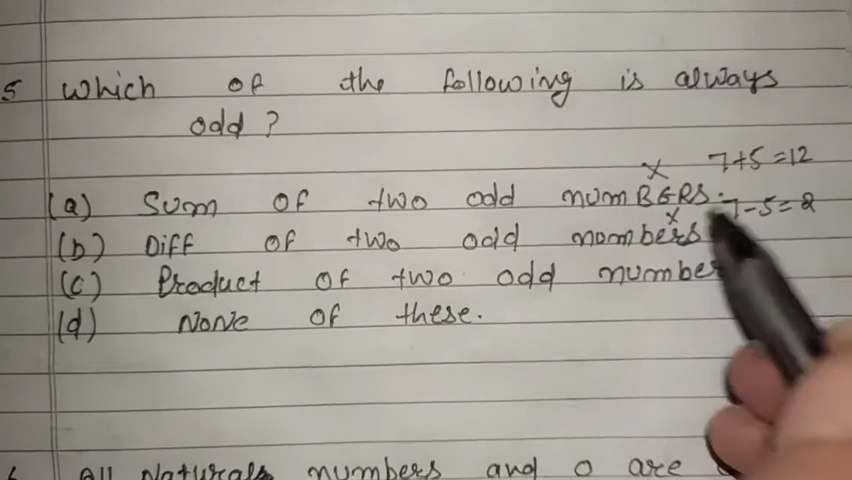 5 which of the following is always
odd ?
x 7+5=12
(a) Sum of two odd numBERS.
x 7-5=2
(b) Diff of two odd nombers
(c) Product of two odd number
(d) NoNe of these.
All Naturals numbers and 0 are